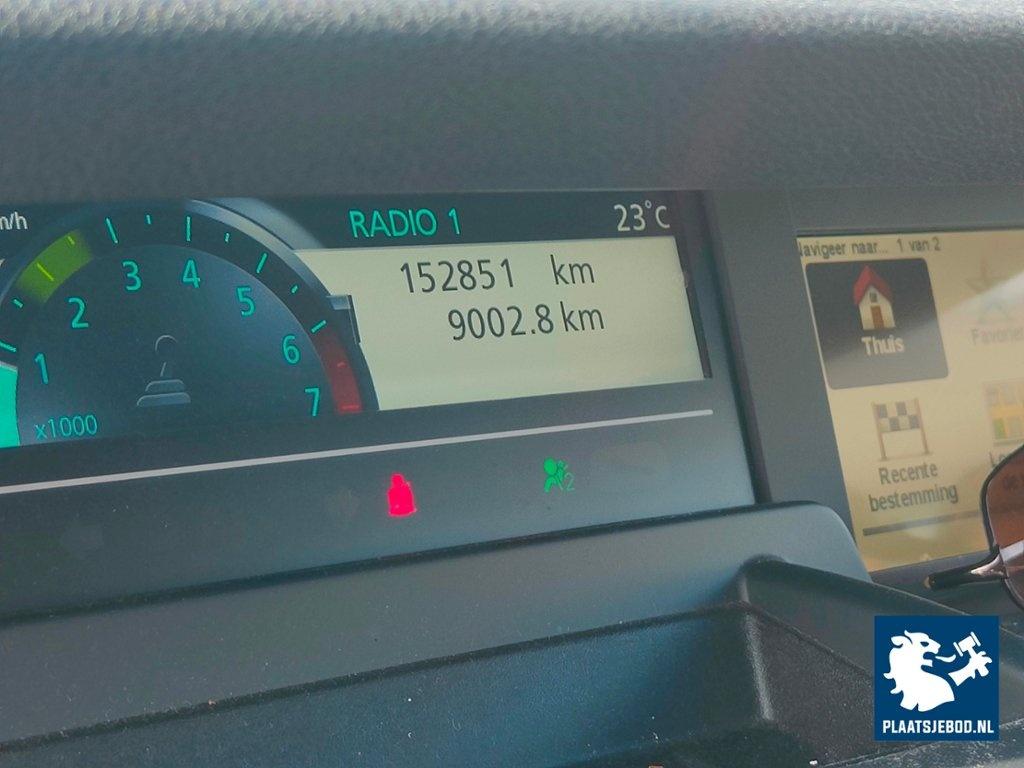 m/h
RADIO 1
23°C
152851 km
9002.8 km
1 2 3 4 5 6 7
x1000
2
Navigeer naar... 1 van 2
Thuis
Recente
bestemming
PLAATSJEBOD.NL